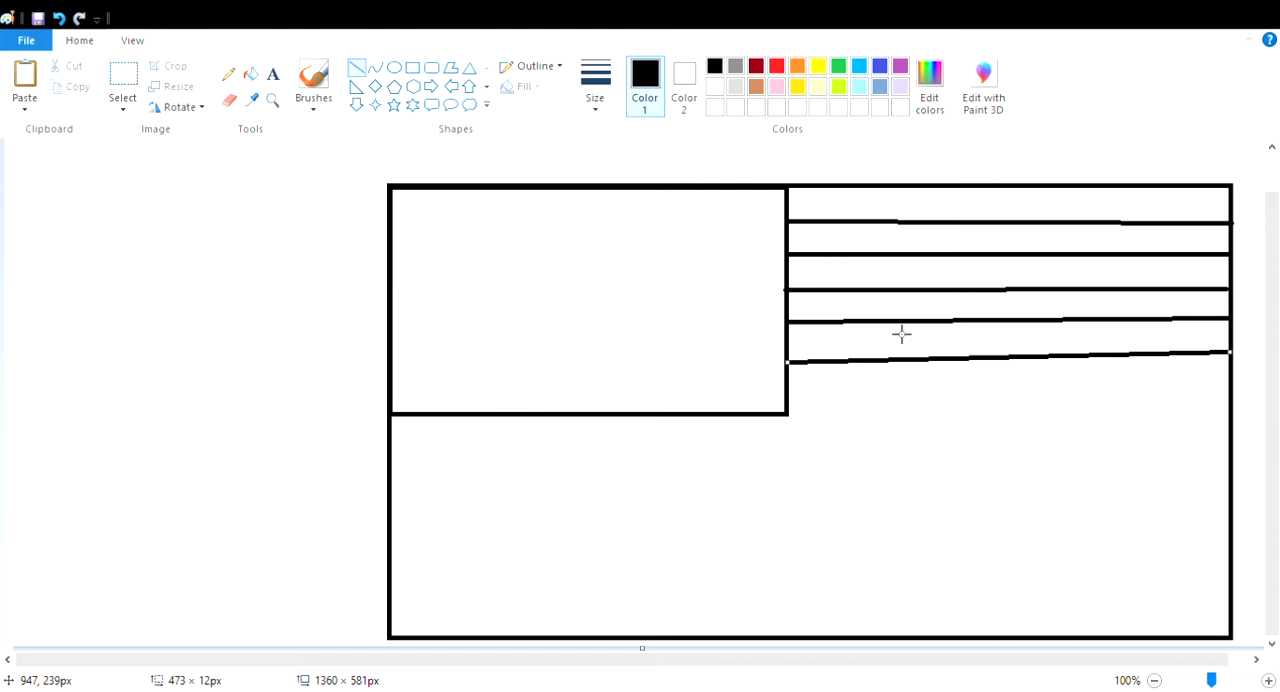 File Home View
Paste
Cut
Copy
Clipboard
Select
Crop
Resize
Rotate
Image
A
Tools
Brushes
Outline
Fill
Shapes
Size
Color
1
Color
2
Colors
Edit
colors
Edit with
Paint 3D
?
947, 239px 473 × 12px 1360 × 581px 100%